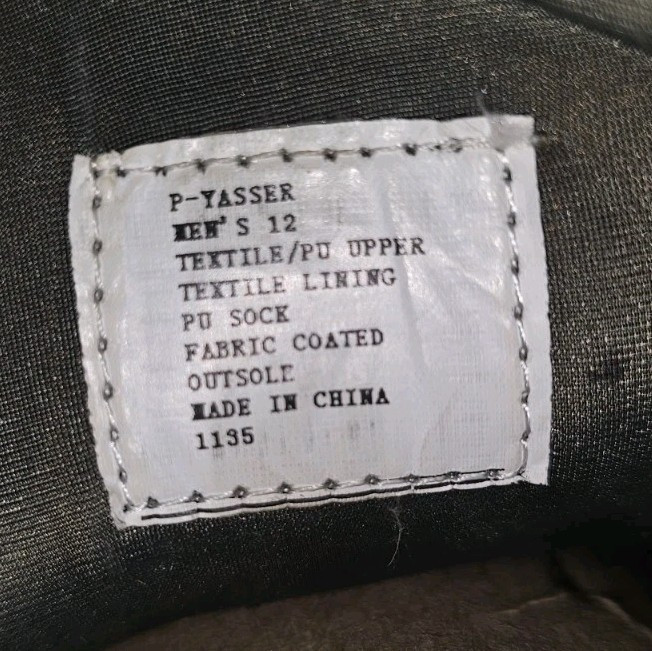 P-YASSER
MEN'S 12
TEXTILE/PU UPPER
TEXTILE LINING
PU SOCK
FABRIC COATED
OUTSOLE
MADE IN CHINA
1135